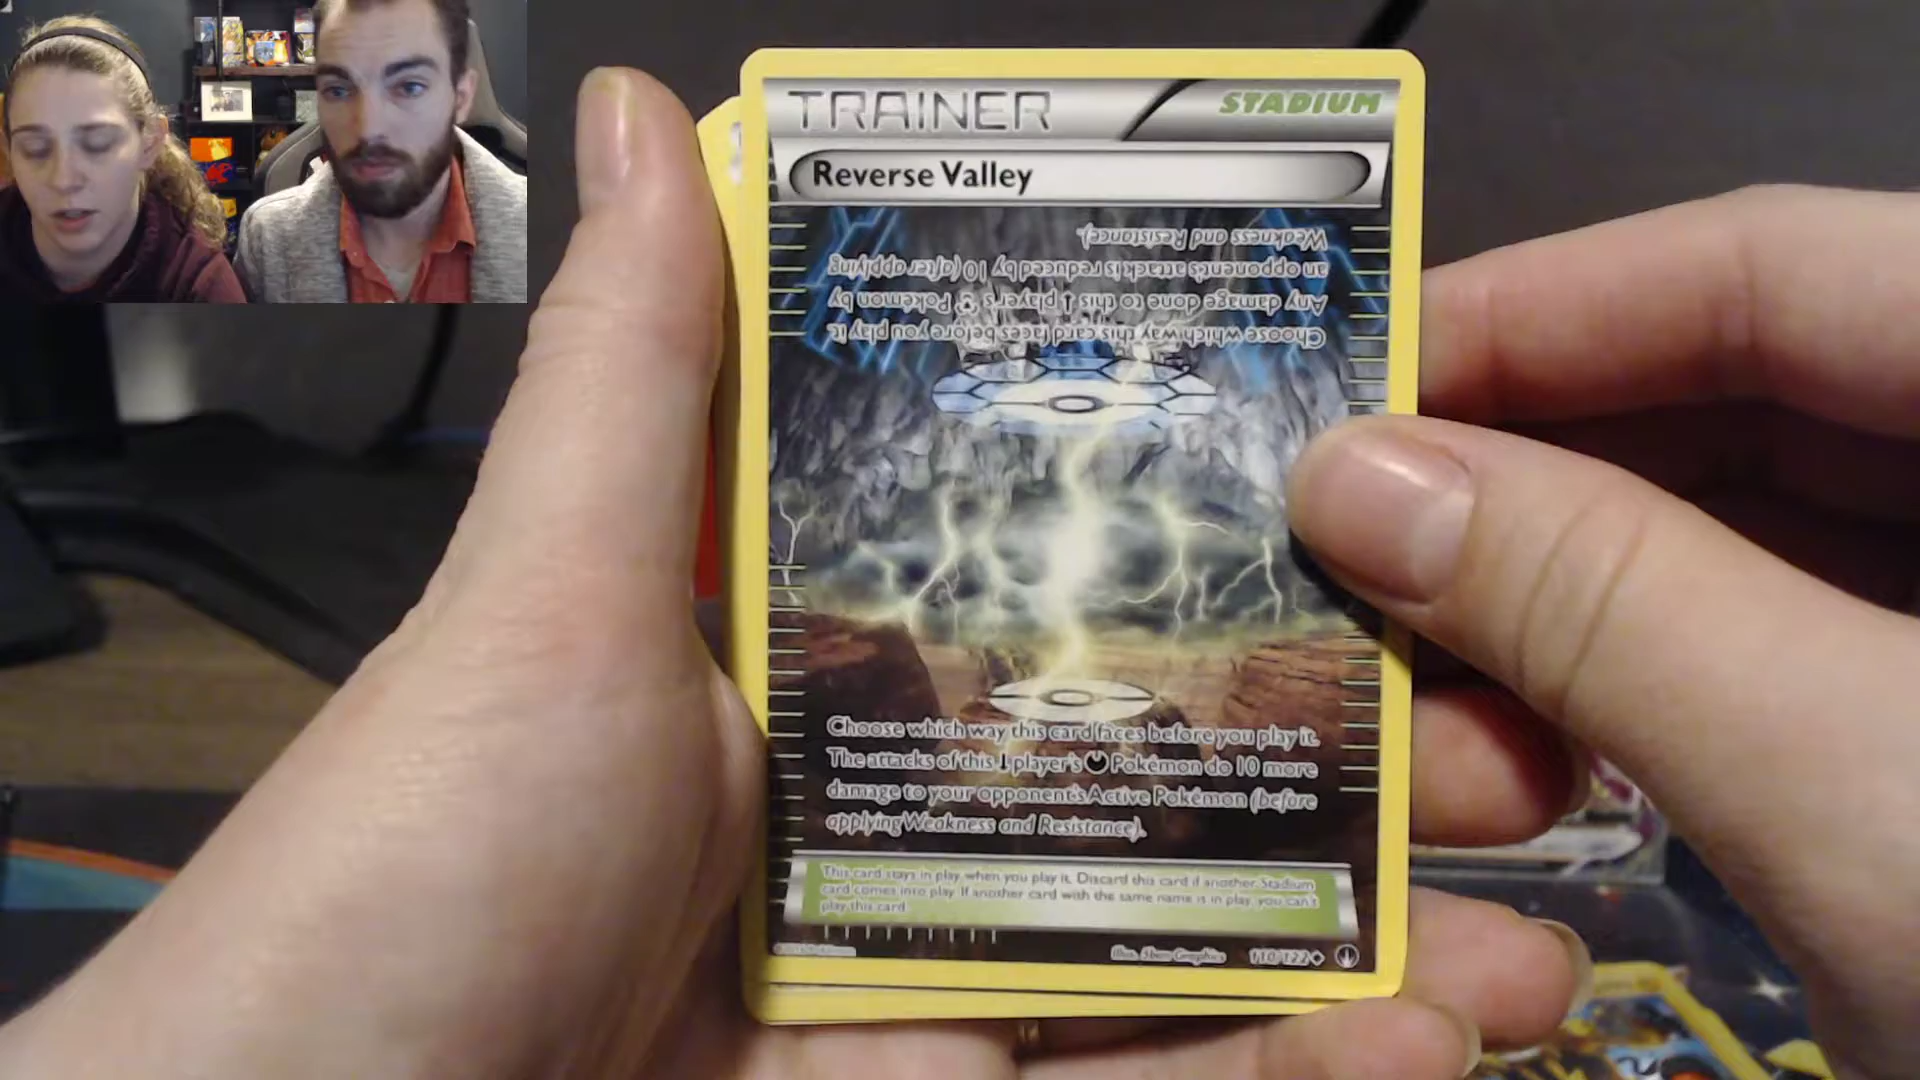 TRAINER
STADIUM
Reverse Valley
Choose which way this card faces before you play it.
Any damage done to this player's Pokémon by
an opponent's attack is reduced by 10 (after applying
Weakness and Resistance).
Choose which way this card faces before you play it.
The attacks of this player's Pokémon do 10 more
damage to your opponent's Active Pokémon (before
applying Weakness and Resistance).
This card stays in play when you play it. Discard this card if another Stadium
card comes into play. If another card with the same name is in play, you can't
play this card.
Illus. 5ban Graphics
110/122